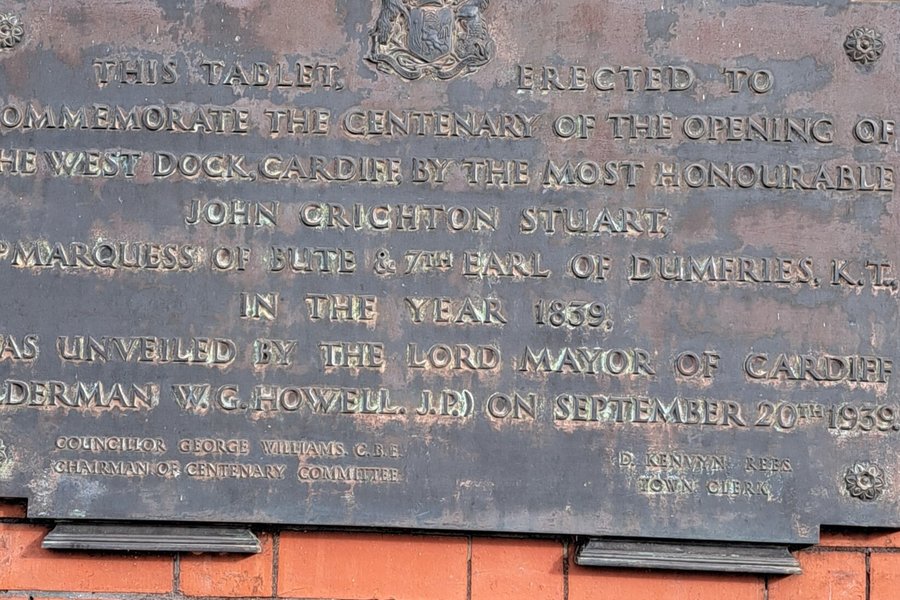 THIS TABLET, ERECTED TO
COMMEMORATE THE CENTENARY OF THE OPENING OF
HE WEST DOCK, CARDIFF, BY THE MOST HONOURABLE
JOHN CRICHTON STUART,
D MARQUESS OF BUTE & 7TH EARL OF DUMFRIES, K.T.,
IN THE YEAR 1839,
AS UNVEILED BY THE LORD MAYOR OF CARDIFF
LDERMAN W.G. HOWELL. J.P.) ON SEPTEMBER 20TH 1939.
COUNCILLOR GEORGE WILLIAMS. C.B.E.
CHAIRMAN OF CENTENARY COMMITTEE
D. KENVYN REES
TOWN CLERK